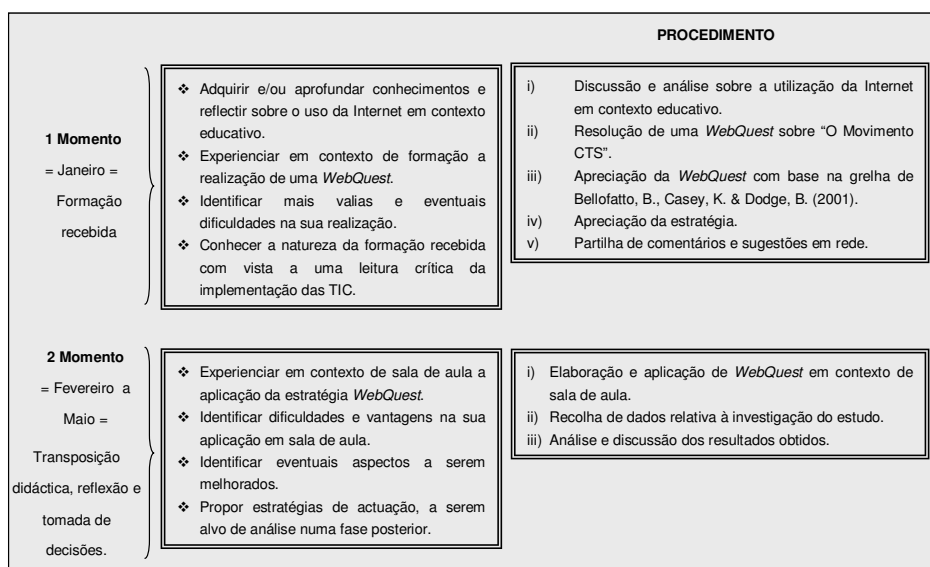 PROCEDIMENTO
1 Momento
= Janeiro =
Formação
recebida
❖ Adquirir e/ou aprofundar conhecimentos e
reflectir sobre o uso da Internet em contexto
educativo.
❖ Experienciar em contexto de formação a
realização de uma WebQuest.
❖ Identificar mais valias e eventuais
dificuldades na sua realização.
❖ Conhecer a natureza da formação recebida
com vista a uma leitura crítica da
implementação das TIC.
i) Discussão e análise sobre a utilização da Internet
em contexto educativo.
ii) Resolução de uma WebQuest sobre “O Movimento
CTS”.
iii) Apreciação da WebQuest com base na grelha de
Bellofatto, B., Casey, K. & Dodge, B. (2001).
iv) Apreciação da estratégia.
v) Partilha de comentários e sugestões em rede.
2 Momento
= Fevereiro a
Maio =
Transposição
didáctica, reflexão e
tomada de
decisões.
❖ Experienciar em contexto de sala de aula a
aplicação da estratégia WebQuest.
❖ Identificar dificuldades e vantagens na sua
aplicação em sala de aula.
❖ Identificar eventuais aspectos a serem
melhorados.
❖ Propor estratégias de actuação, a serem
alvo de análise numa fase posterior.
i) Elaboração e aplicação de WebQuest em contexto de
sala de aula.
ii) Recolha de dados relativa à investigação do estudo.
iii) Análise e discussão dos resultados obtidos.